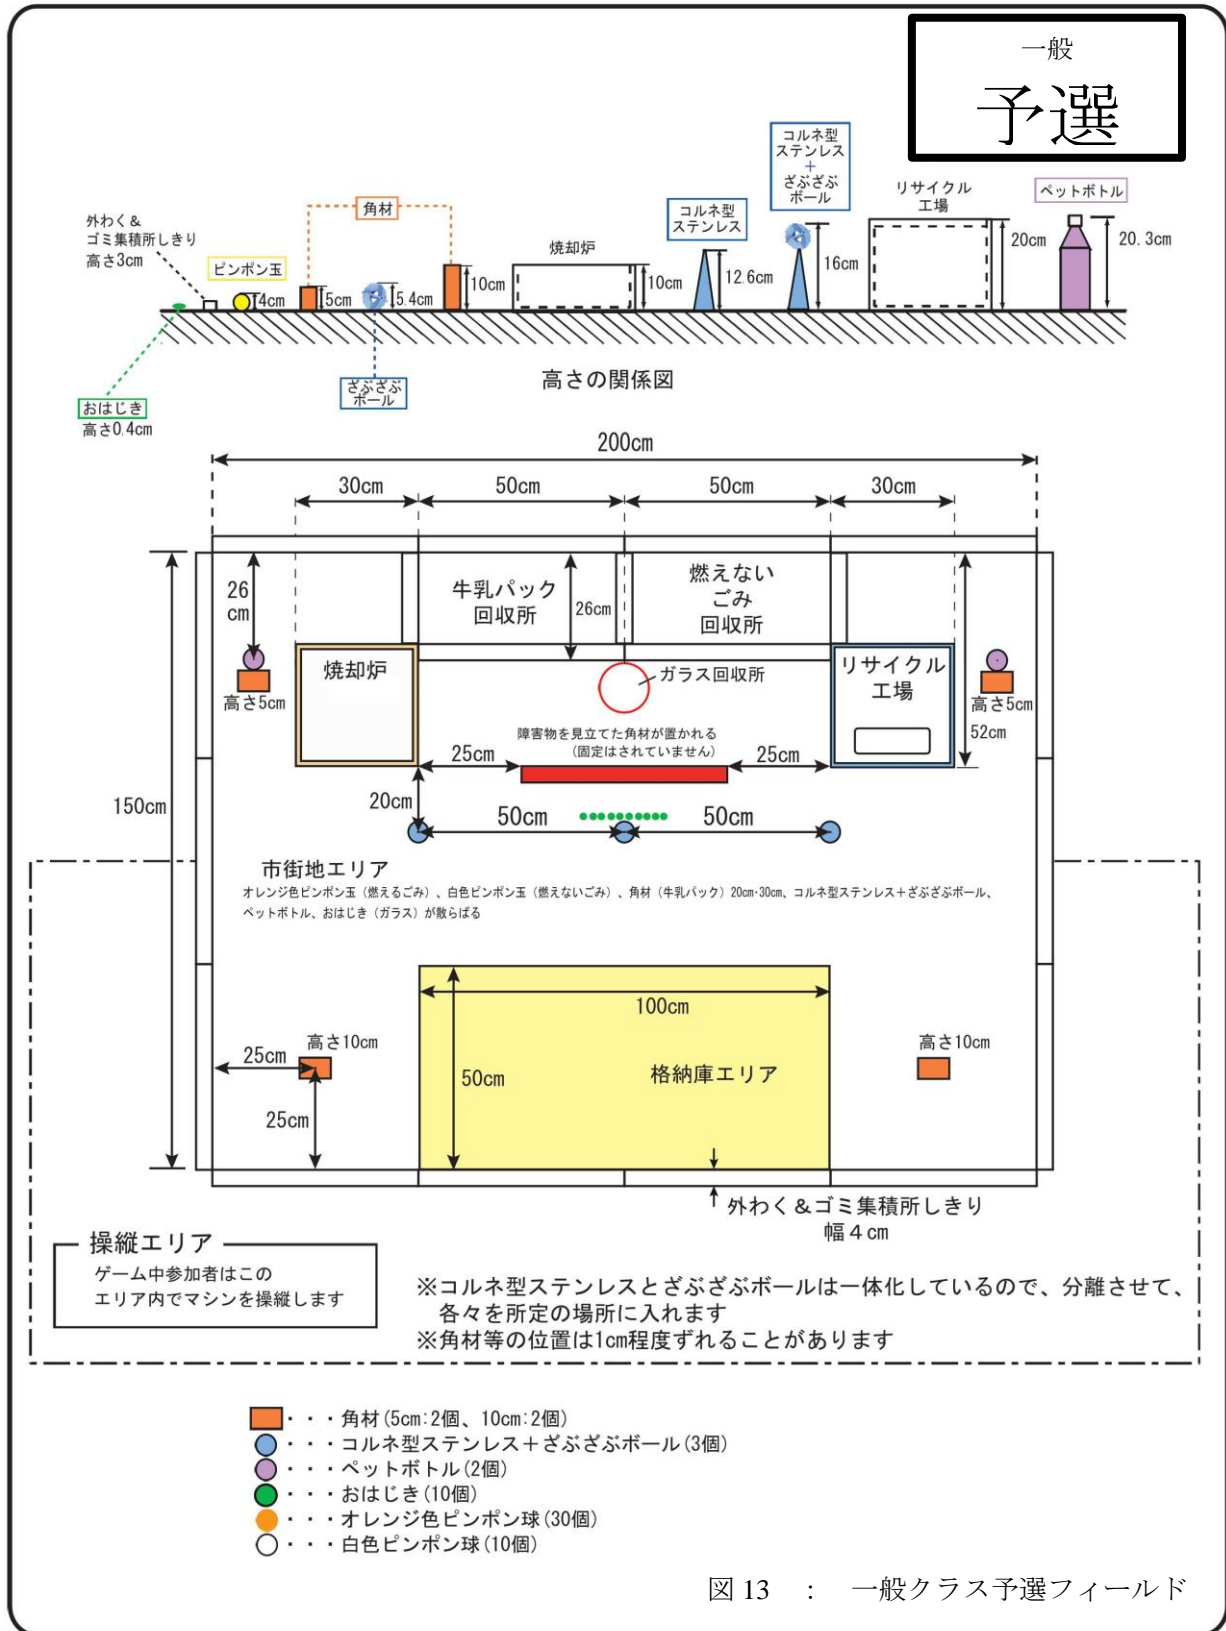 一般
予選
コルネ型
ステンレス
+
ざぶざぶ
ボール
リサイクル
工場
ペットボトル
角材
コルネ型
ステンレス
外わく&
ゴミ集積所しきり
高さ3cm
焼却炉
ピンポン玉
20cm
20.3cm
4cm
5cm
5.4cm
10cm
10cm
12.6cm
16cm
高さの関係図
ざぶざぶ
ボール
おはじき
高さ0.4cm
200cm
30cm
50cm
50cm
30cm
26
cm
牛乳パック
回収所
26cm
燃えない
ごみ
回収所
焼却炉
ガラス回収所
リサイクル
工場
高さ5cm
高さ5cm
障害物を見立てた角材が置かれる
(固定はされていません)
52cm
25cm
25cm
150cm
20cm
50cm
50cm
市街地エリア
オレンジ色ピンポン玉(燃えるごみ)、白色ピンポン玉(燃えないごみ)、角材(牛乳パック)20cm・30cm、コルネ型ステンレス+ざぶざぶボール、
ペットボトル、おはじき(ガラス)が散らばる
100cm
高さ10cm
高さ10cm
25cm
50cm
格納庫エリア
25cm
外わく&ゴミ集積所しきり
幅4cm
操縦エリア
ゲーム中参加者はこの
エリア内でマシンを操縦します
※コルネ型ステンレスとざぶざぶボールは一体化しているので、分離させて、
各々を所定の場所に入れます
※角材等の位置は1cm程度ずれることがあります
・・・角材(5cm:2個、10cm:2個)
・・・コルネ型ステンレス+ざぶざぶボール(3個)
・・・ペットボトル(2個)
・・・おはじき(10個)
・・・オレンジ色ピンポン球(30個)
・・・白色ピンポン球(10個)
図 13 : 一般クラス予選フィールド